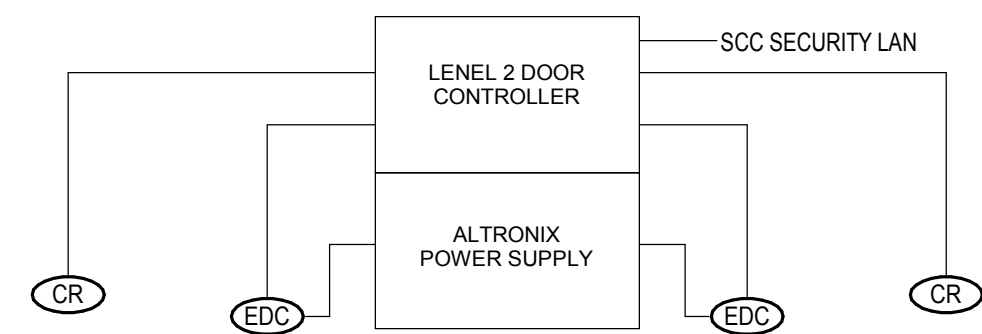 SCC SECURITY LAN
LENEL 2 DOOR
CONTROLLER
ALTRONIX
POWER SUPPLY
CR
EDC
EDC
CR